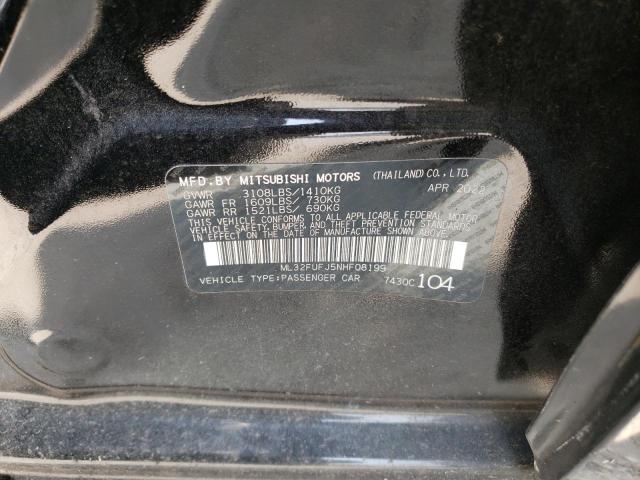 MFD.BY MITSUBISHI MOTORS (THAILAND) CO., LTD.
GVWR 3108LBS/1410KG APR 2022
GAWR FR 1609LBS/ 730KG
GAWR RR 1521LBS/ 690KG
THIS VEHICLE CONFORMS TO ALL APPLICABLE FEDERAL MOTOR
VEHICLE SAFETY, BUMPER, AND THEFT PREVENTION STANDARDS
IN EFFECT ON THE DATE OF MANUFACTURE SHOWN ABOVE.
ML32FUFJ5NHF08199
VEHICLE TYPE:PASSENGER CAR 7430C 104